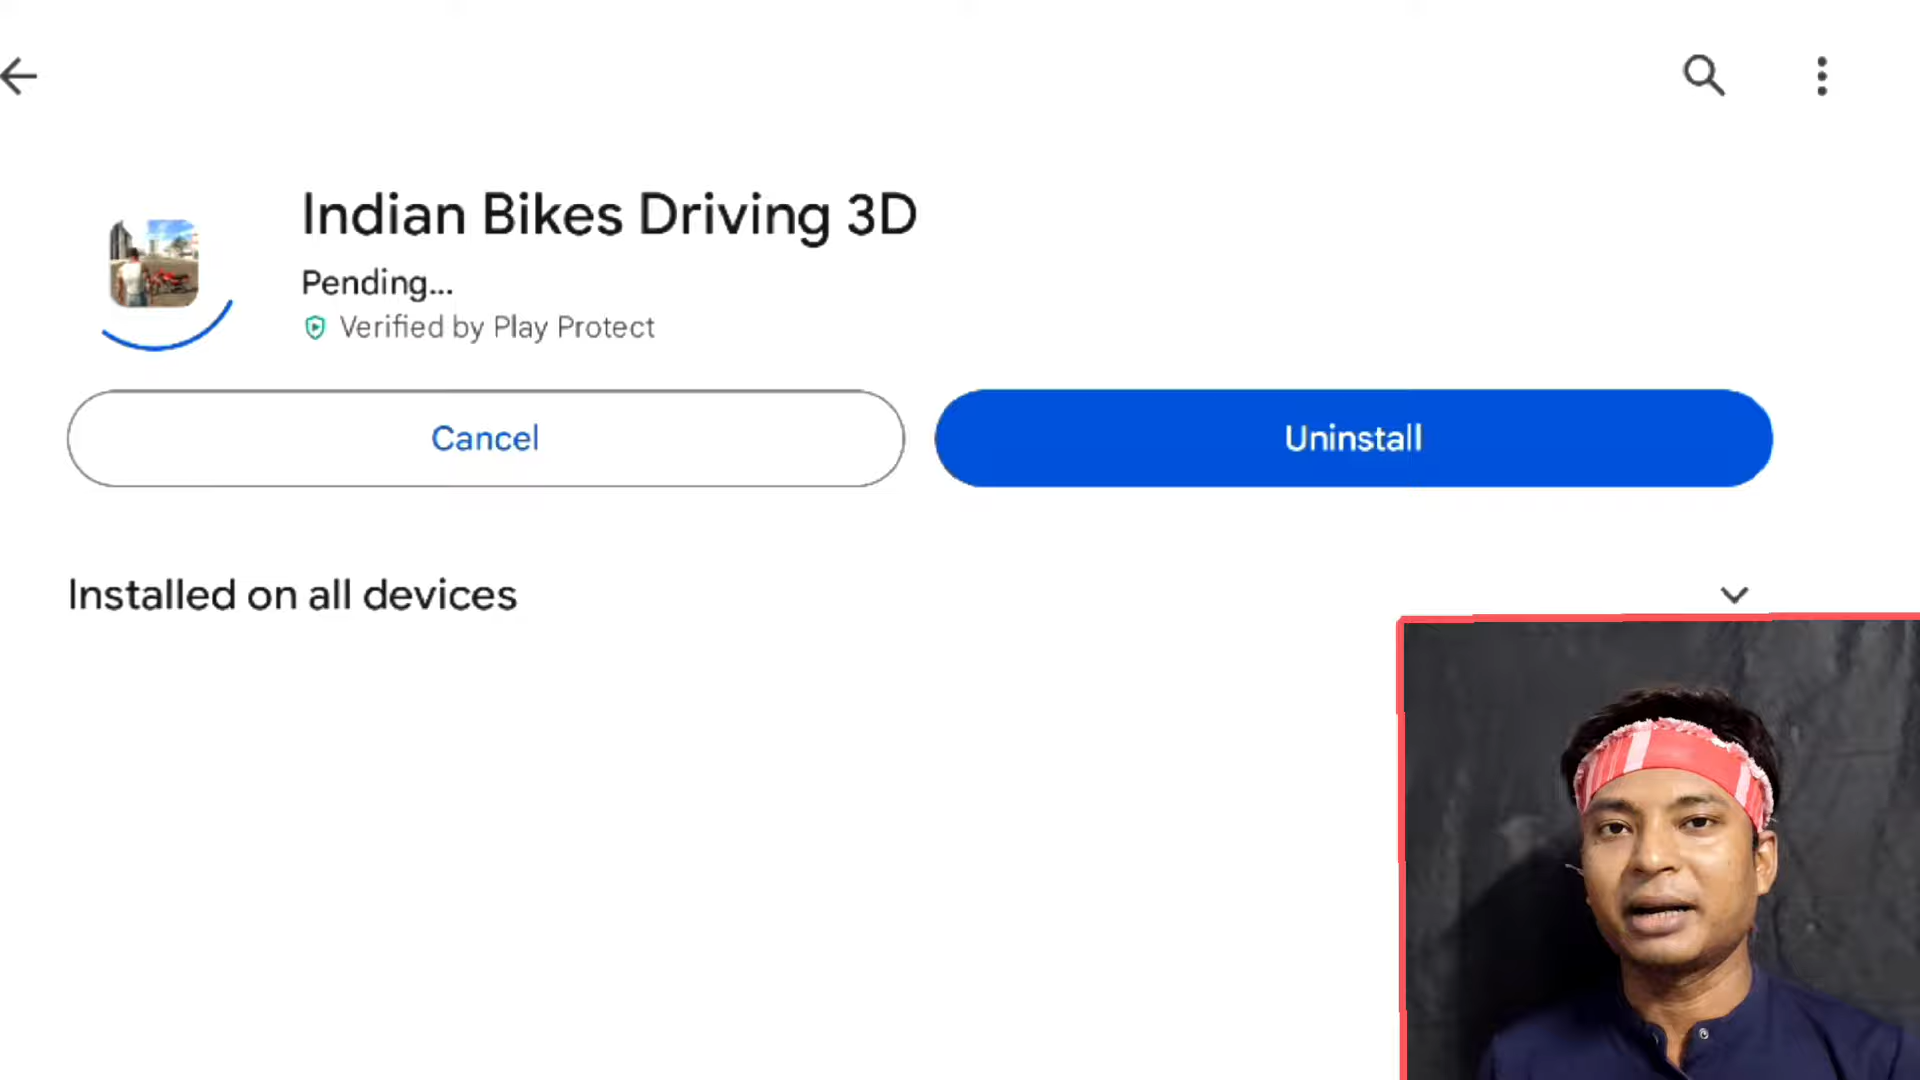 Indian Bikes Driving 3D
Pending...
Verified by Play Protect
Cancel
Uninstall
Installed on all devices